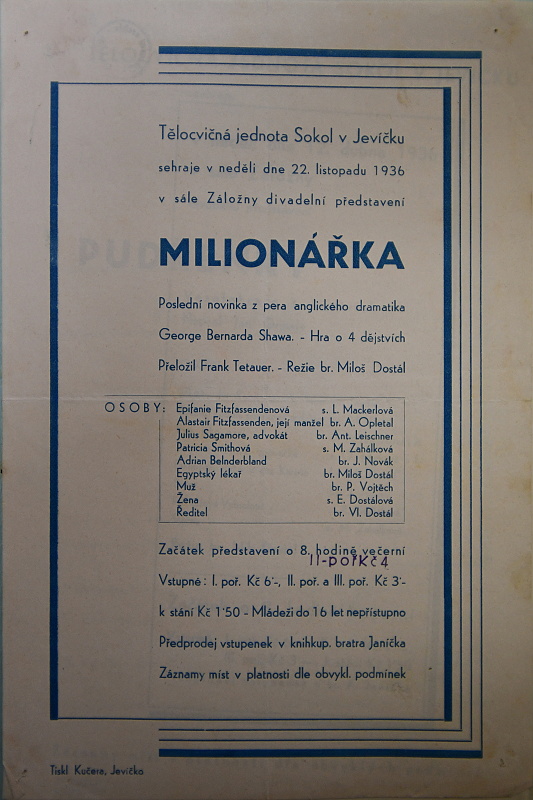 Tělocvičná jednota Sokol v Jevíčku
sehraje v neděli dne 22. listopadu 1936
v sále Záložny divadelní představení
MILIONÁŘKA
Poslední novinka z pera anglického dramatika
George Bernarda Shawa. - Hra o 4 dějstvích
Přeložil Frank Tetauer. - Režie br. Miloš Dostál
OSOBY: Epifanie Fitzfassendenová s. L. Mackerlová
Alastair Fitzfassenden, její manžel br. A. Opletal
Julius Sagamore, advokát br. Ant. Leischner
Patricia Smithová s. M. Zahálková
Adrian Belnderbland br. J. Novák
Egyptský lékař br. Miloš Dostál
Muž br. P. Vojtěch
Žena s. E. Dostálová
Ředitel br. Vl. Dostál
Začátek představení o 8. hodině večerní
II-poř Kč 4
Vstupné: I. poř. Kč 6·-, II. poř. a III. poř. Kč 3·-
k stání Kč 1·50 - Mládeži do 16 let nepřístupno
Předprodej vstupenek v knihkup. bratra Janíčka
Záznamy míst v platnosti dle obvykl. podmínek
Tiskl Kučera, Jevíčko